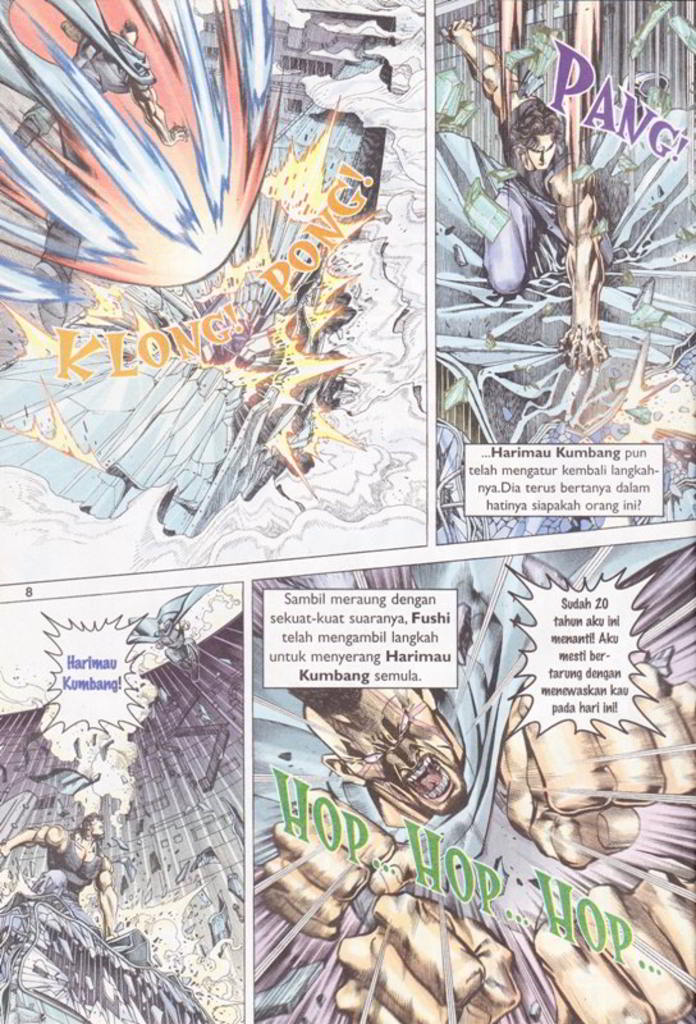 KLONG! PONG!
PANG!
...Harimau Kumbang pun
telah mengatur kembali langkah-
nya.Dia terus bertanya dalam
hatinya siapakah orang ini?
8
Harimau
Kumbang!
Sambil meraung dengan
sekuat-kuat suaranya, Fushi
telah mengambil langkah
untuk menyerang Harimau
Kumbang semula.
Sudah 20
tahun aku
menanti! Aku
mesti ber-
tarung dengan
menewaskan kau
pada hari ini!
HOP... HOP... HOP...